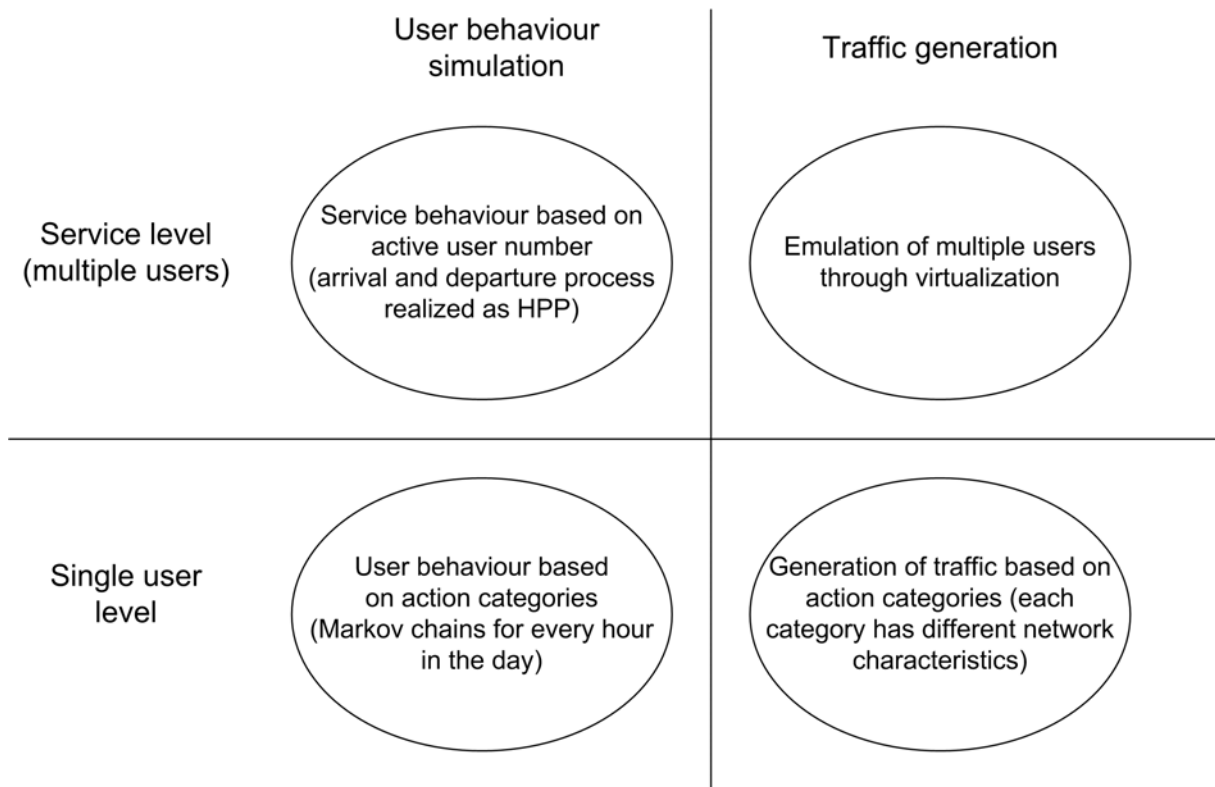 User behaviour
simulation
Traffic generation
Service level
(multiple users)
Service behaviour based on
active user number
(arrival and departure process
realized as HPP)
Emulation of multiple users
through virtualization
Single user
level
User behaviour based
on action categories
(Markov chains for every hour
in the day)
Generation of traffic based on
action categories (each
category has different network
characteristics)